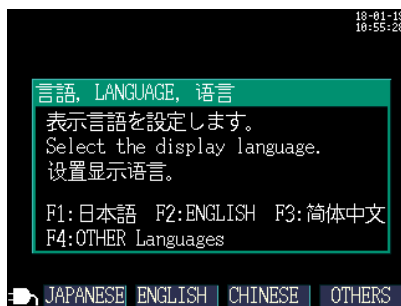 18-01-19
10:55:28
言語, LANGUAGE, 语言
表示言語を設定します。
Select the display language.
设置显示语言。
F1:日本語 F2:ENGLISH F3:简体中文
F4:OTHER Languages
JAPANESE ENGLISH CHINESE OTHERS